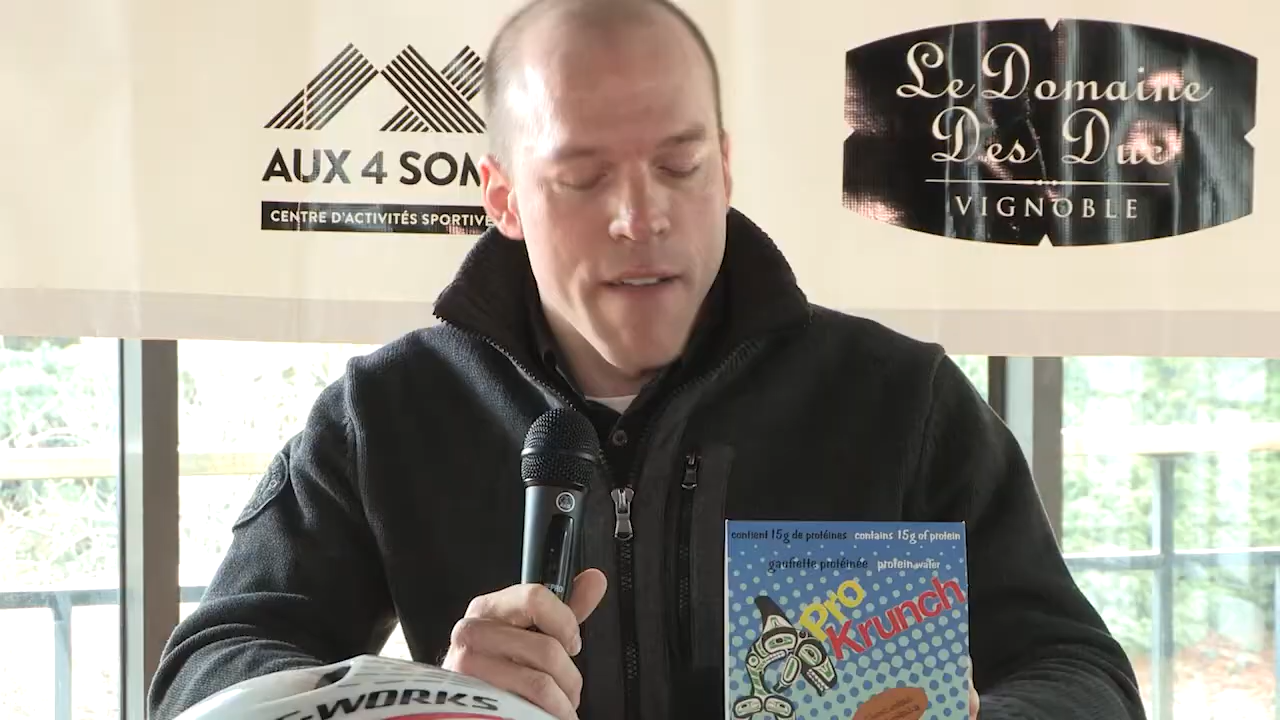 AUX 4 SOM
CENTRE D'ACTIVITÉS SPORTIVE
Le Domaine
Des Duc
VIGNOBLE
contient 15g de protéines contains 15g of protein
gaufrette protéinée protein wafer
Pro
Krunch
-WORKS